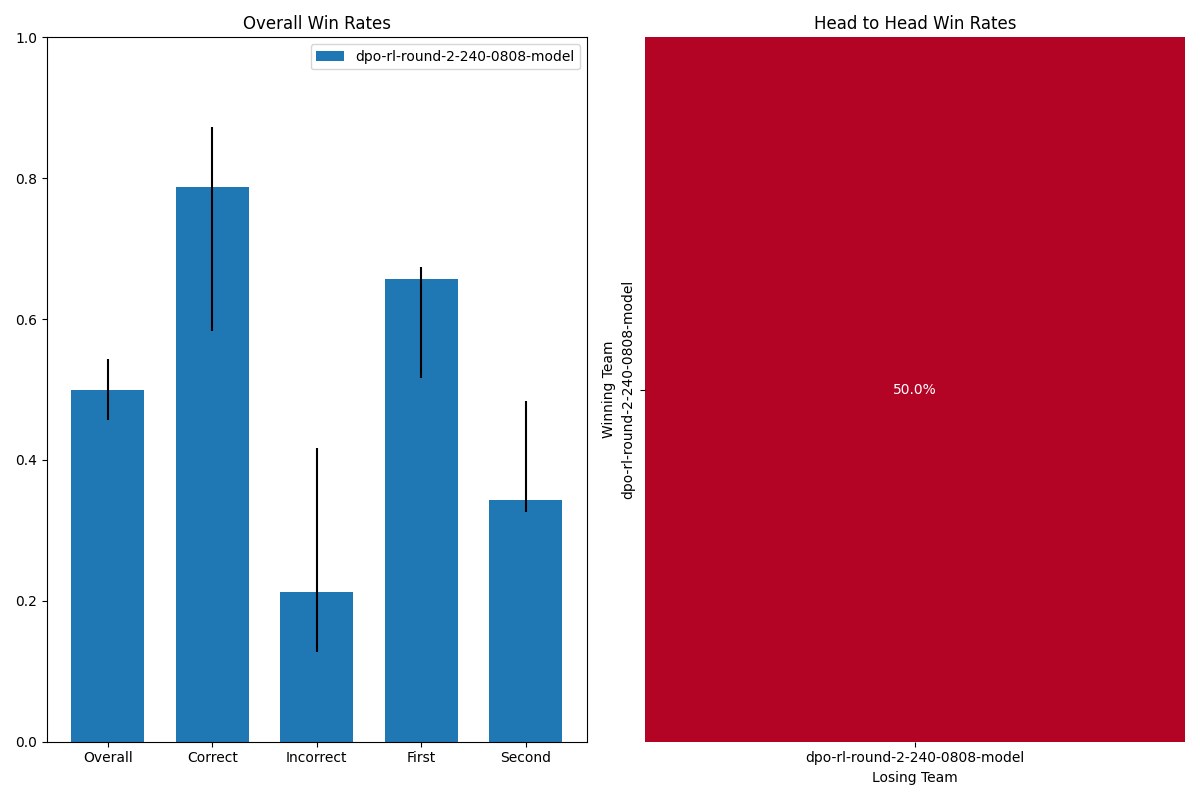 Overall Win Rates
1.0
0.8
0.6
0.4
0.2
0.0
dpo-rl-round-2-240-0808-model
Overall
Correct
Incorrect
First
Second
Head to Head Win Rates
Winning Team
dpo-rl-round-2-240-0808-model
50.0%
dpo-rl-round-2-240-0808-model
Losing Team